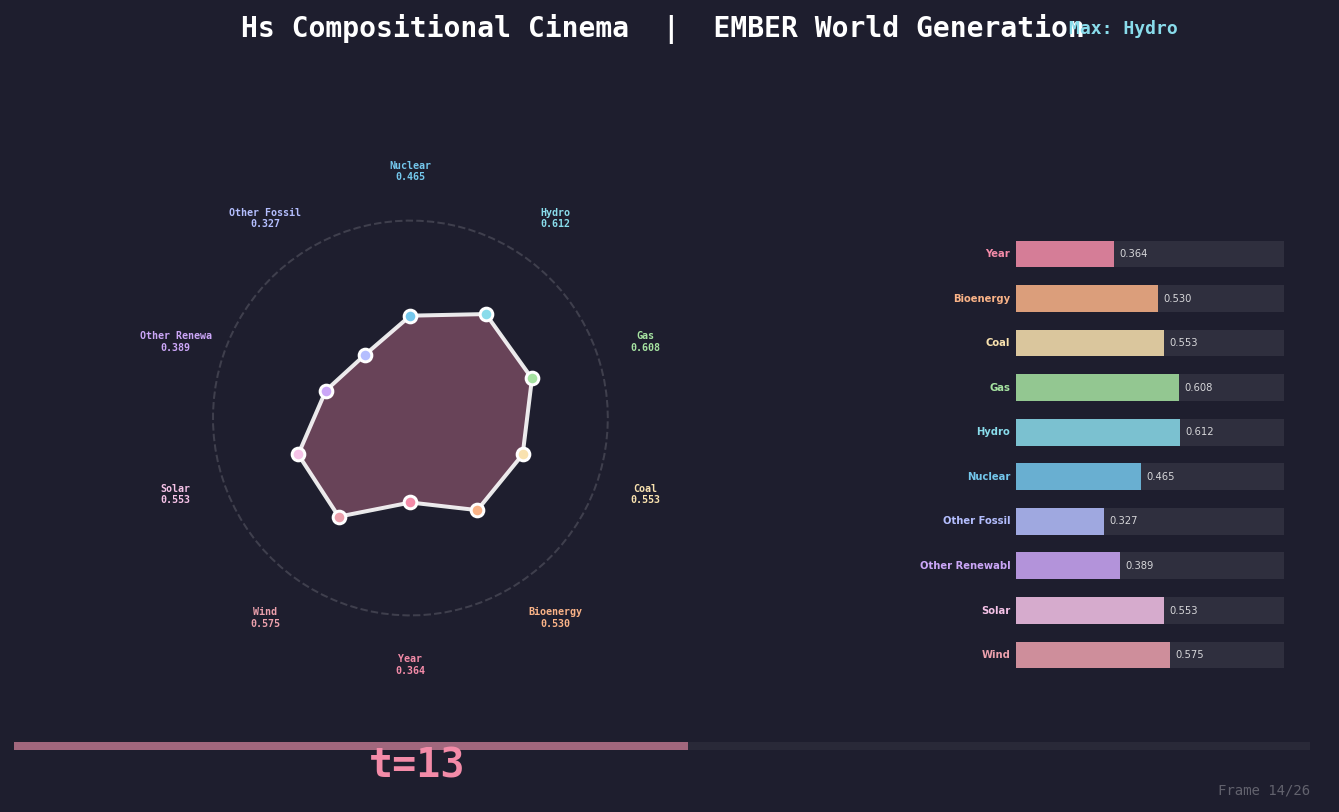 Hs Compositional Cinema | EMBER World Generation
Max: Hydro
Nuclear
0.465
Other Fossil
0.327
Hydro
0.612
Other Renewa
0.389
Gas
0.608
Solar
0.553
Coal
0.553
Wind
0.575
Bioenergy
0.530
Year
0.364
Year 0.364
Bioenergy 0.530
Coal 0.553
Gas 0.608
Hydro 0.612
Nuclear 0.465
Other Fossil 0.327
Other Renewabl 0.389
Solar 0.553
Wind 0.575
t=13
Frame 14/26